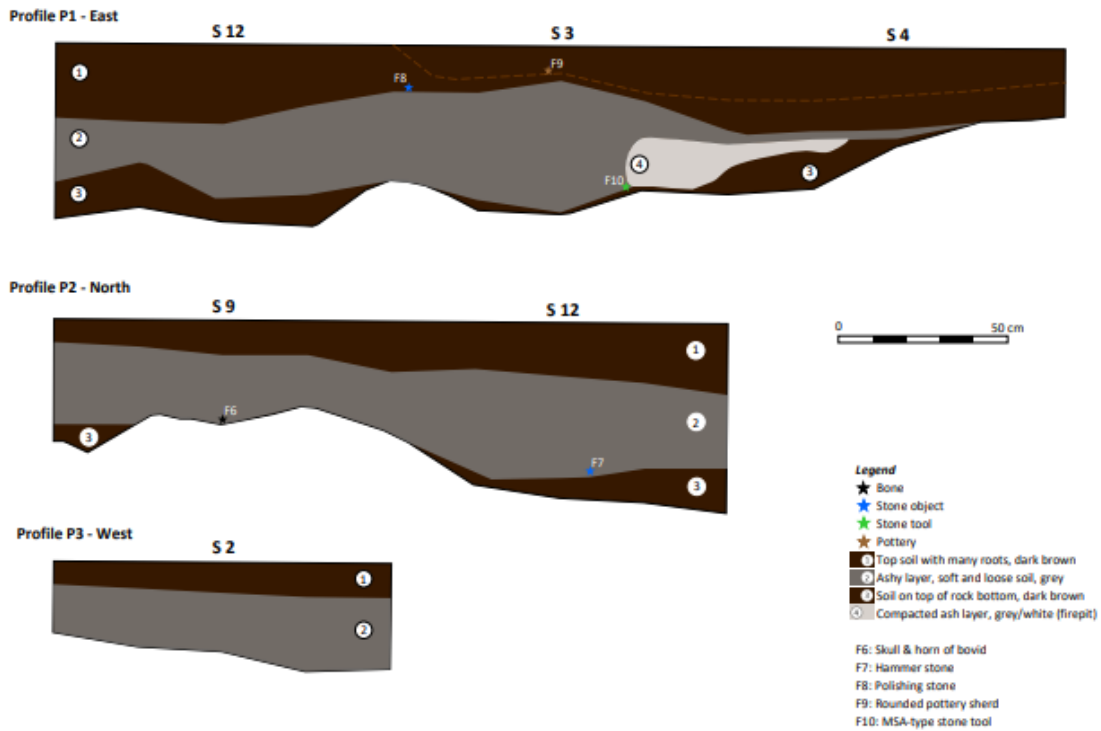 Profile P1 - East
S 12
S 3
S 4
1
F8
F9
2
4
3
F10
3
Profile P2 - North
S 9
S 12
0
50 cm
1
F6
2
3
F7
3
Profile P3 - West
S 2
1
2
Legend
Bone
Stone object
Stone tool
Pottery
1 Top soil with many roots, dark brown
2 Ashy layer, soft and loose soil, grey
3 Soil on top of rock bottom, dark brown
4 Compacted ash layer, grey/white (firepit)
F6: Skull & horn of bovid
F7: Hammer stone
F8: Polishing stone
F9: Rounded pottery sherd
F10: MSA-type stone tool